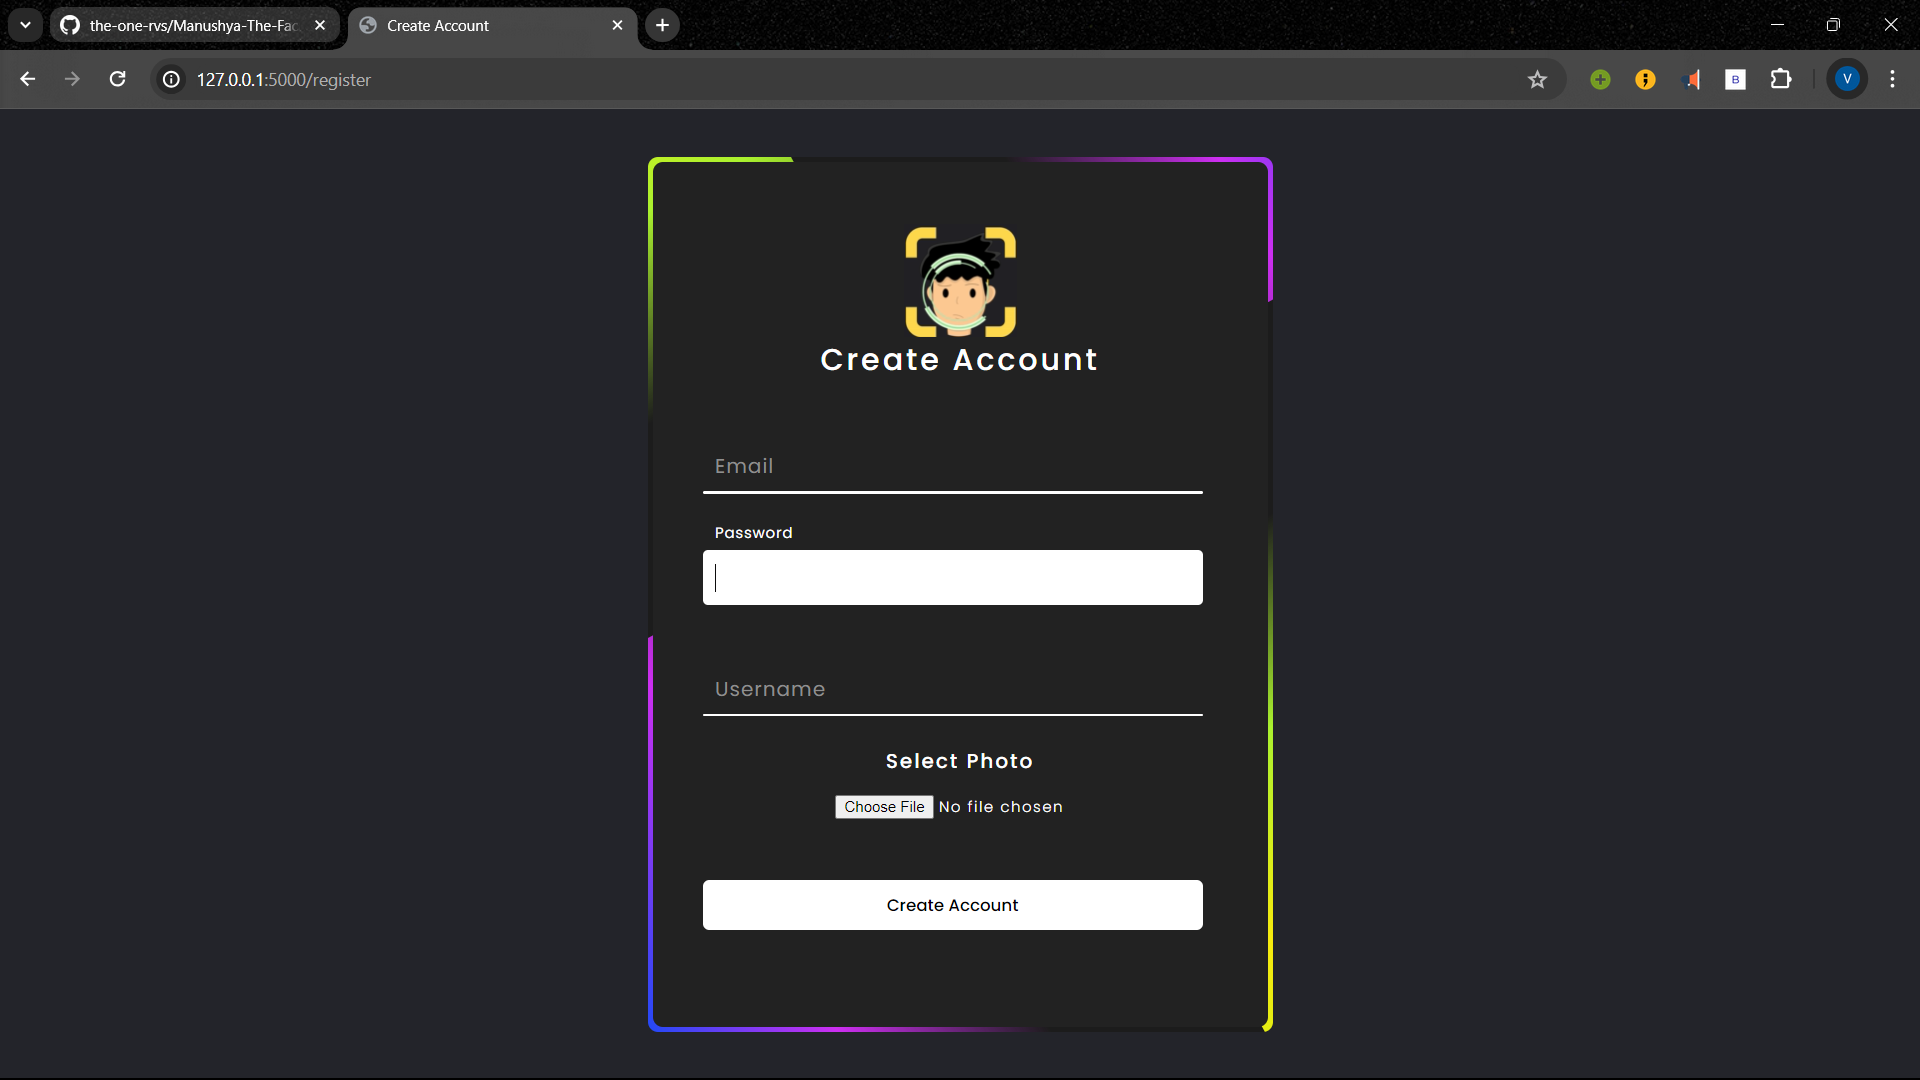 the-one-rvs/Manushya-The-Fac
Create Account
127.0.0.1:5000/register
B
V
Create Account
Email
Password
Username
Select Photo
Choose File No file chosen
Create Account